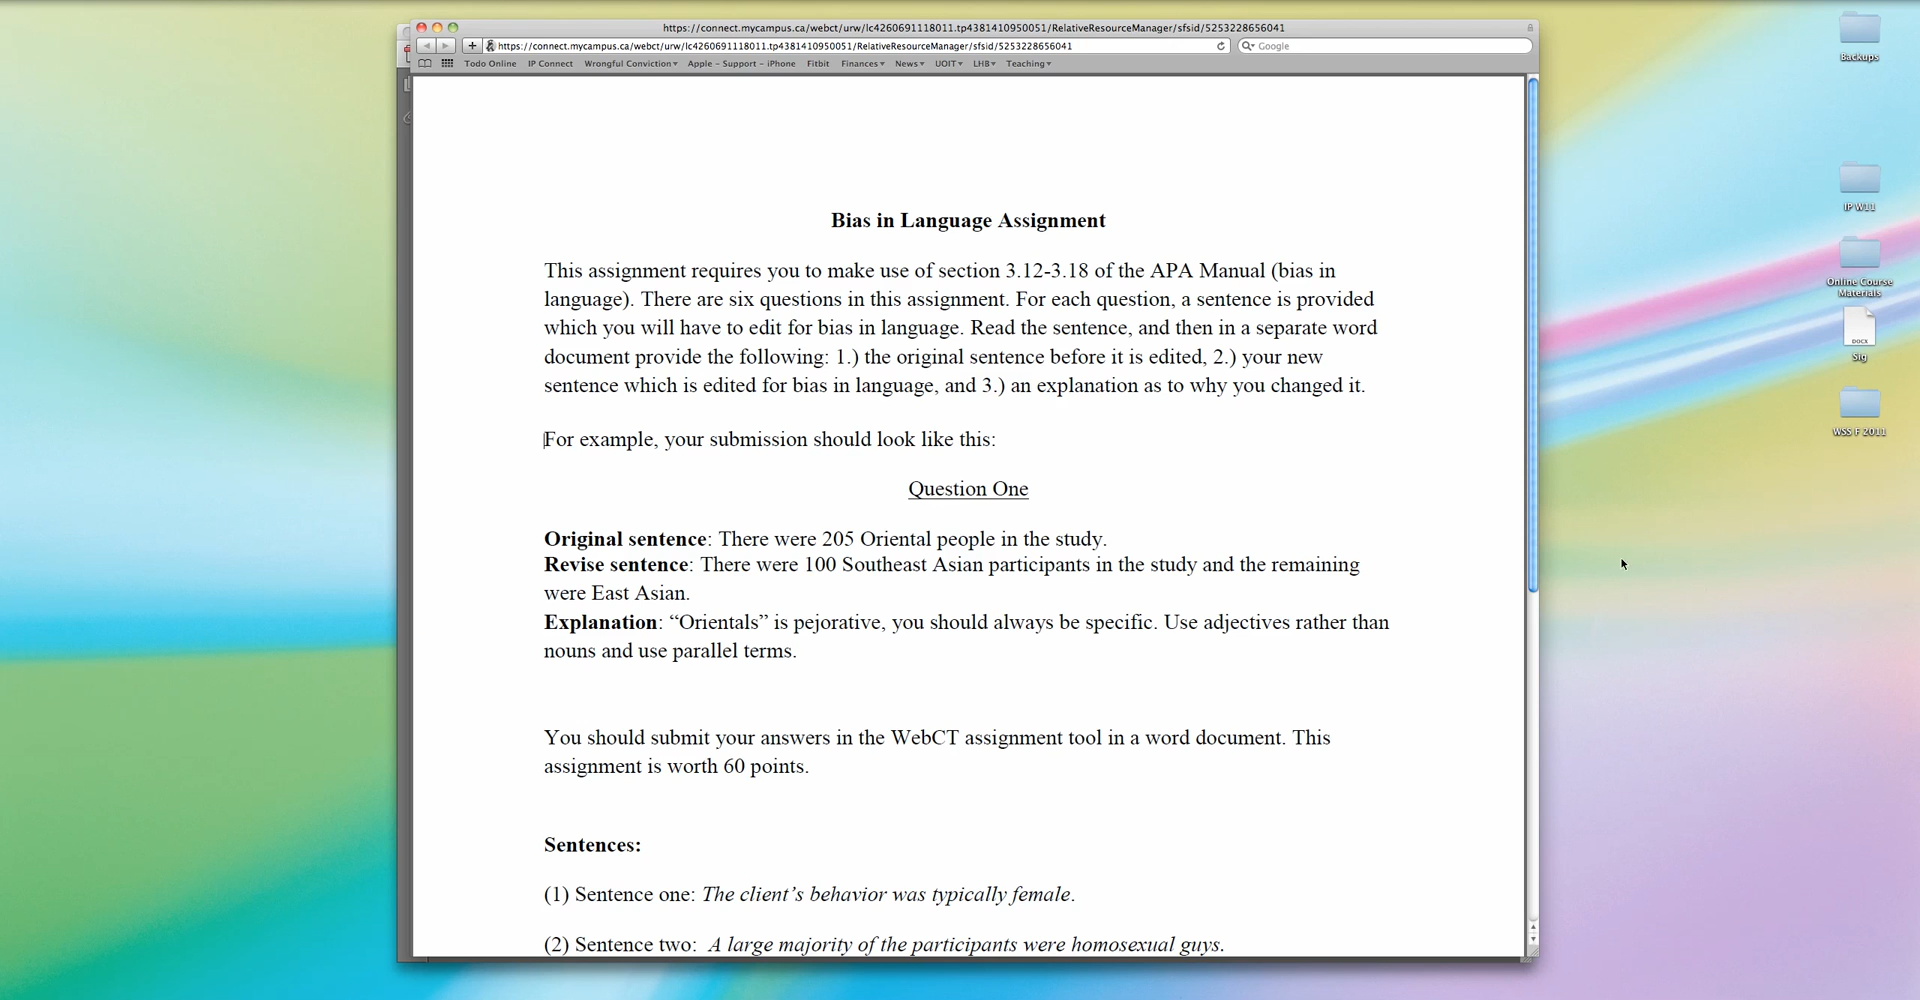 https://connect.mycampus.ca/webct/urw/lc4260691118011.tp4381410950051/RelativeResourceManager/sfsid/5253228656041
https://connect.mycampus.ca/webct/urw/lc4260691118011.tp4381410950051/RelativeResourceManager/sfsid/5253228656041
Google
Todo Online IP Connect Wrongful Conviction Apple – Support – iPhone Fitbit Finances News UOIT LHB Teaching
Bias in Language Assignment
This assignment requires you to make use of section 3.12-3.18 of the APA Manual (bias in
language). There are six questions in this assignment. For each question, a sentence is provided
which you will have to edit for bias in language. Read the sentence, and then in a separate word
document provide the following: 1.) the original sentence before it is edited, 2.) your new
sentence which is edited for bias in language, and 3.) an explanation as to why you changed it.
For example, your submission should look like this:
Question One
Original sentence: There were 205 Oriental people in the study.
Revise sentence: There were 100 Southeast Asian participants in the study and the remaining
were East Asian.
Explanation: “Orientals” is pejorative, you should always be specific. Use adjectives rather than
nouns and use parallel terms.
You should submit your answers in the WebCT assignment tool in a word document. This
assignment is worth 60 points.
Sentences:
(1) Sentence one: The client’s behavior was typically female.
(2) Sentence two: A large majority of the participants were homosexual guys.
Backups
IP W11
Online Course
Materials
DOCX
Sig
WSS F 2011